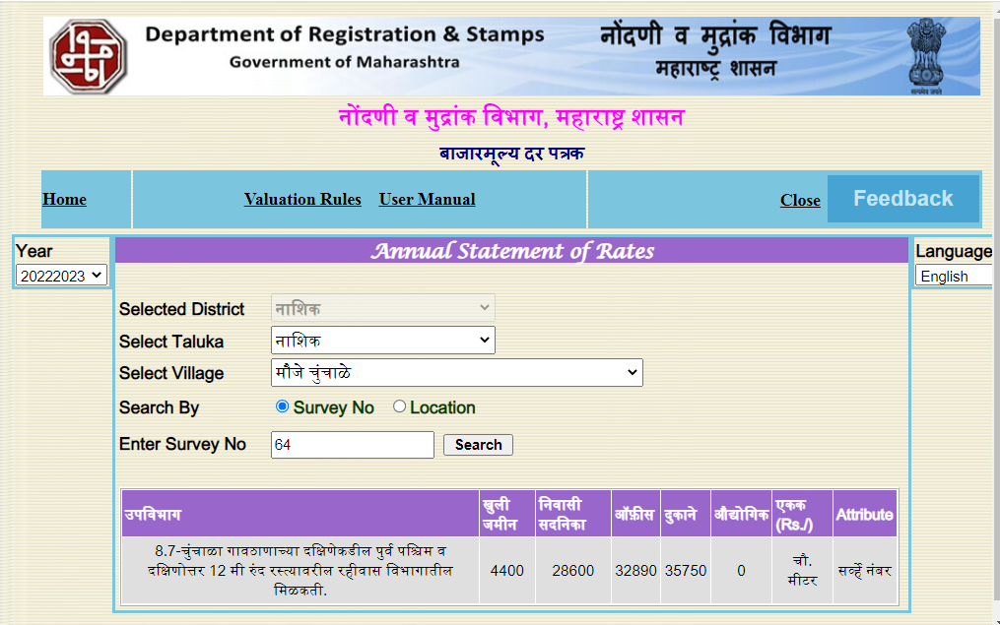 Department of Registration & Stamps
Government of Maharashtra
नोंदणी व मुद्रांक विभाग
महाराष्ट्र शासन
नोंदणी व मुद्रांक विभाग, महाराष्ट्र शासन
बाजारमूल्य दर पत्रक
Home Valuation Rules User Manual Close Feedback
Year
20222023
Annual Statement of Rates
Language
English
Selected District नाशिक
Select Taluka नाशिक
Select Village मौजे चुंचाळे
Search By Survey No Location
Enter Survey No 64 Search
उपविभाग
खुली
जमीन
निवासी
सदनिका
ऑफ़ीस
दुकाने
औद्योगिक
एकक
(Rs./)
Attribute
8.7-चुंचाळा गावठाणाच्या दक्षिणेकडील पुर्व पश्चिम व
दक्षिणोत्तर 12 मी रुंद रस्त्यावरील रहीवास विभागातील
मिळकती.
4400
28600
32890
35750
0
चौ.
मीटर
सर्व्हे नंबर